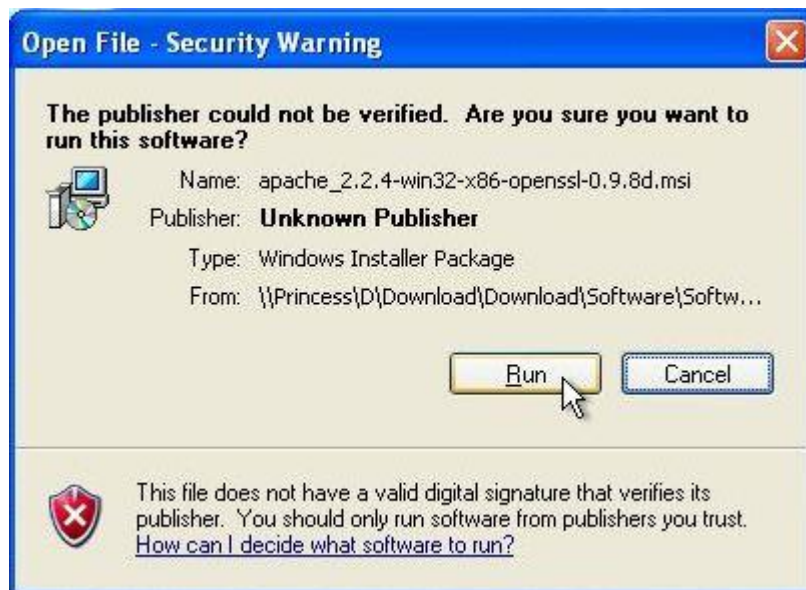 Open File - Security Warning
The publisher could not be verified.  Are you sure you want to
run this software?
Name: apache_2.2.4-win32-x86-openssl-0.9.8d.msi
Publisher: Unknown Publisher
Type: Windows Installer Package
From: \\Princess\D\Download\Download\Software\Softw...
Run
Cancel
This file does not have a valid digital signature that verifies its
publisher.  You should only run software from publishers you trust.
How can I decide what software to run?